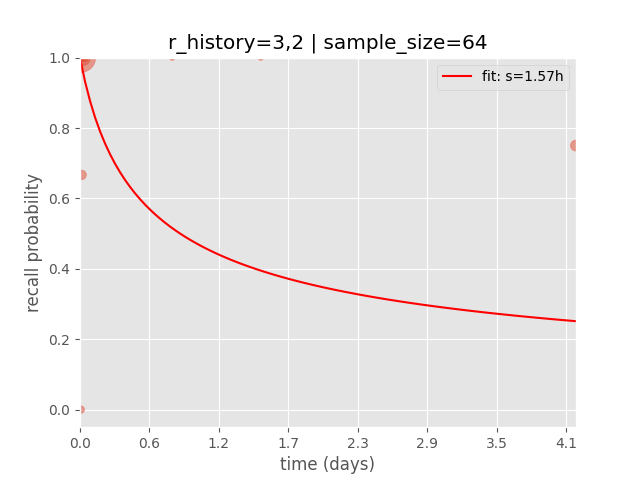 r_history=3,2 | sample_size=64
fit: s=1.57h
recall probability
1.0
0.8
0.6
0.4
0.2
0.0
0.0 0.6 1.2 1.7 2.3 2.9 3.5 4.1
time (days)